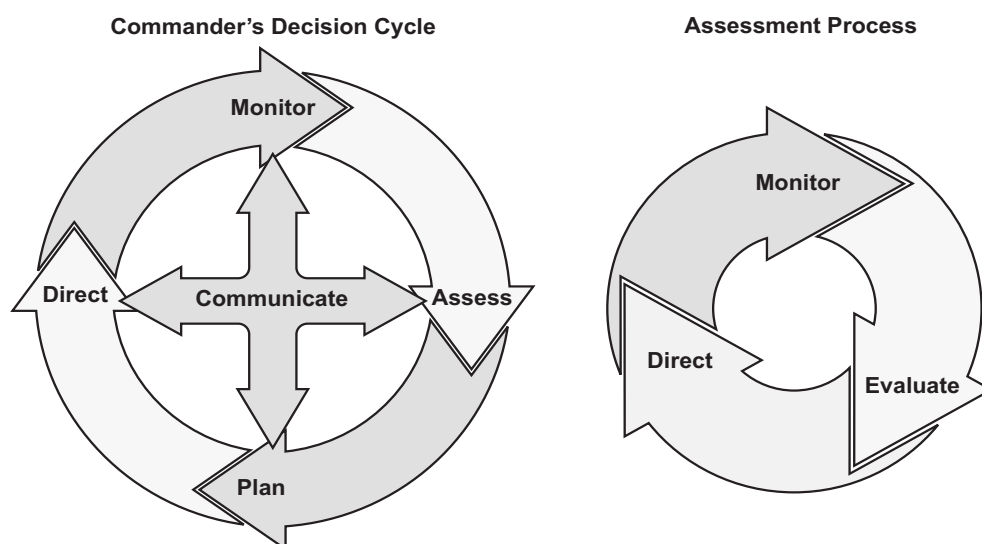 Commander's Decision Cycle
Monitor
Direct
Communicate
Assess
Plan
Assessment Process
Monitor
Direct
Evaluate